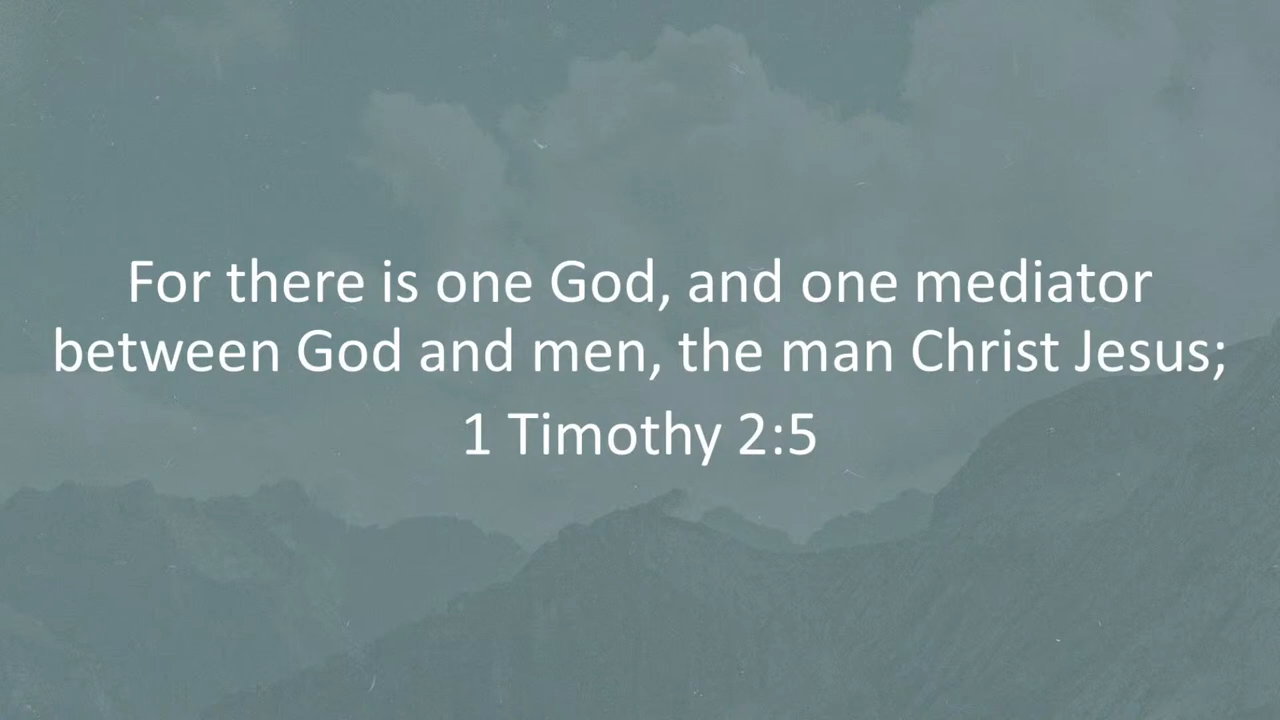 For there is one God, and one mediator
between God and men, the man Christ Jesus;
1 Timothy 2:5